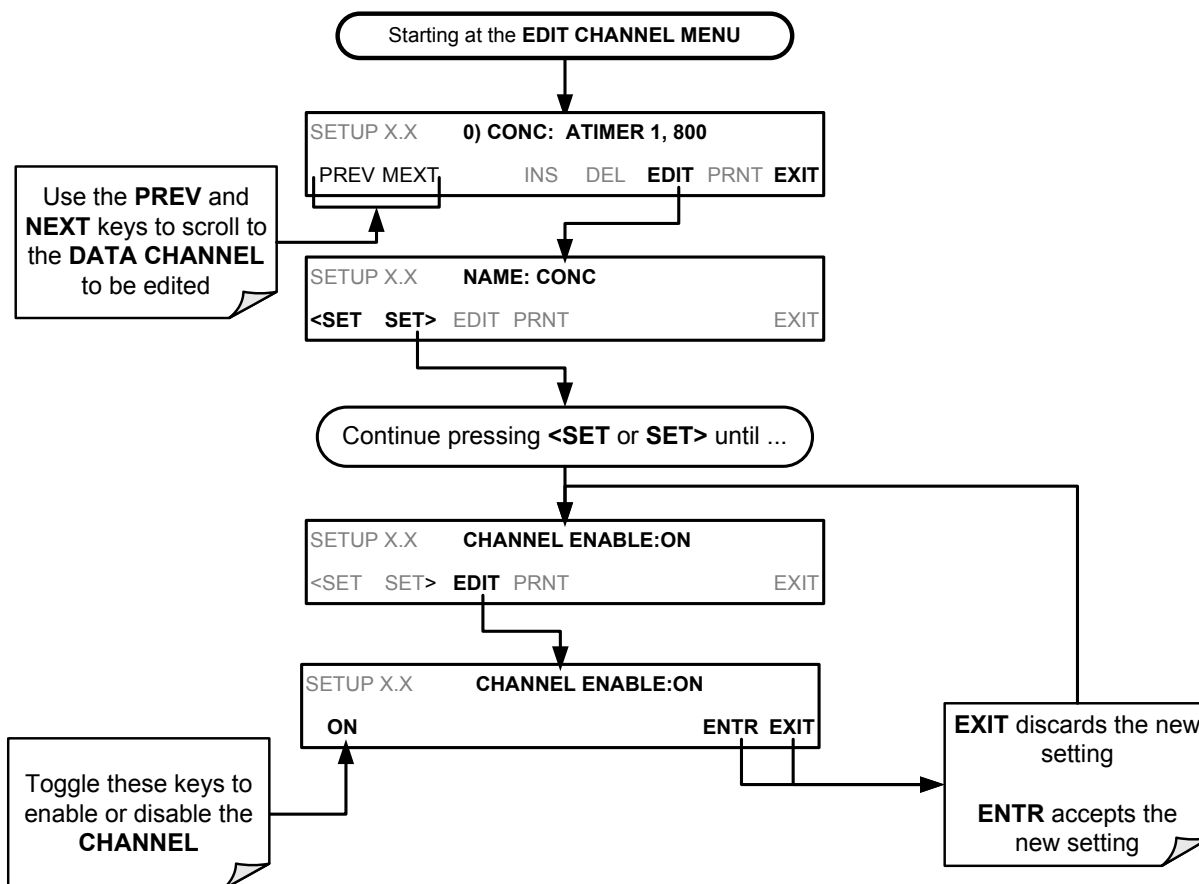 Starting at the EDIT CHANNEL MENU
SETUP X.X 0) CONC: ATIMER 1, 800
PREV MEXT INS DEL EDIT PRNT EXIT
Use the PREV and
NEXT keys to scroll to
the DATA CHANNEL
to be edited
SETUP X.X NAME: CONC
<SET SET> EDIT PRNT EXIT
Continue pressing <SET or SET> until ...
SETUP X.X CHANNEL ENABLE:ON
<SET SET> EDIT PRNT EXIT
SETUP X.X CHANNEL ENABLE:ON
ON ENTR EXIT
Toggle these keys to
enable or disable the
CHANNEL
EXIT discards the new
setting
ENTR accepts the
new setting